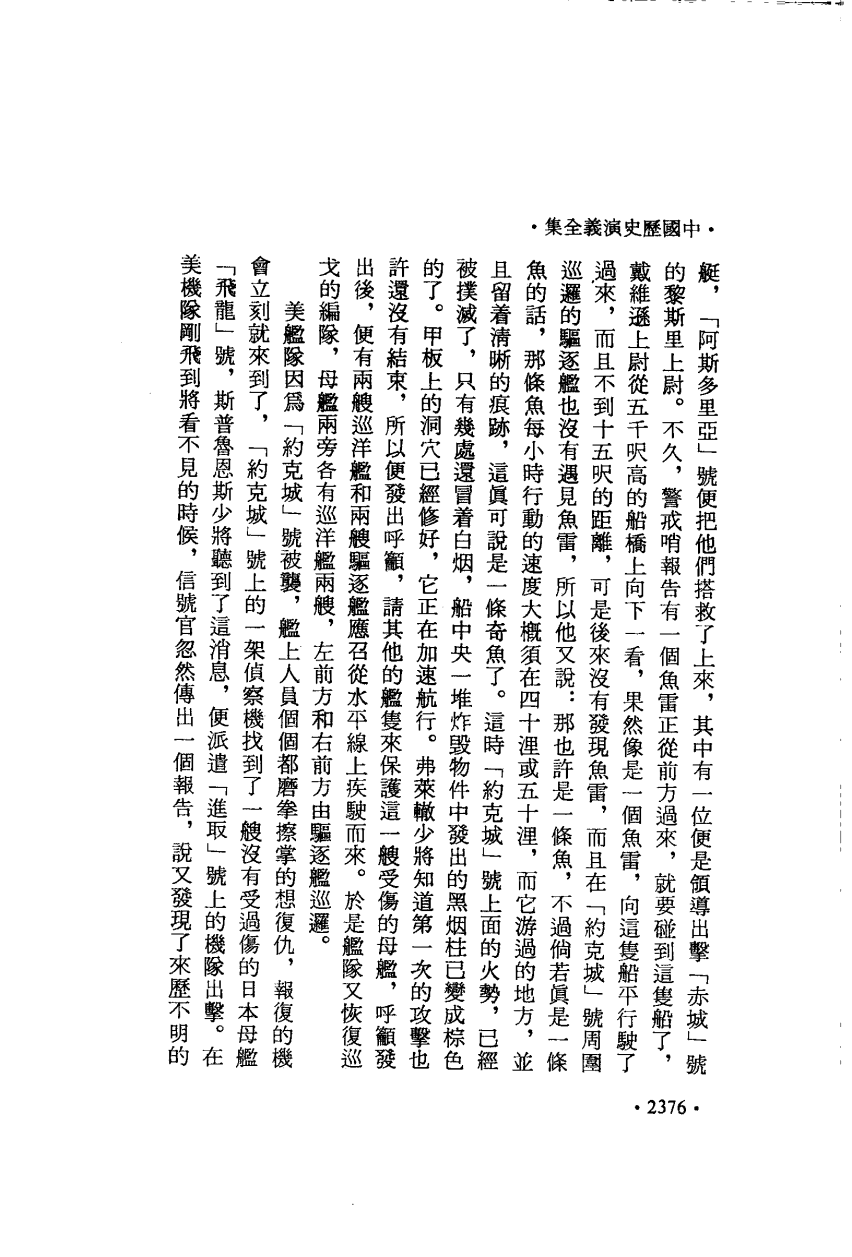 ・中國歷史演義全集・
艇，「阿斯多里亞」號便把他們搭救了上來，其中有一位便是領導出擊「赤城」號
的黎斯里上尉。不久，警戒哨報告有一個魚雷正從前方過來，就要碰到這隻船了，
戴維遜上尉從五千呎高的船橋上向下一看，果然像是一個魚雷，向這隻船平行駛了
過來，而且不到十五呎的距離，可是後來沒有發現魚雷，而且在「約克城」號周圍
巡邏的驅逐艦也沒有遇見魚雷，所以他又說：那也許是一條魚，不過倘若眞是一條
魚的話，那條魚每小時行動的速度大槪須在四十浬或五十浬，而它游過的地方，並
且留着清晰的痕跡，這眞可說是一條奇魚了。這時「約克城」號上面的火勢，已經
被撲滅了，只有幾處還冒着白烟，船中央一堆炸毀物件中發出的黑烟柱已變成棕色
的了。甲板上的洞穴已經修好，它正在加速航行。弗萊轍少將知道第一次的攻擊也
許還沒有結束，所以便發出呼籲，請其他的艦隻來保護這一艘受傷的母艦，呼籲發
出後，便有兩艘巡洋艦和兩艘驅逐艦應召從水平線上疾駛而來。於是艦隊又恢復巡
戈的編隊，母艦兩旁各有巡洋艦兩艘，左前方和右前方由驅逐艦巡邏。
美艦隊因爲「約克城」號被襲，艦上人員個個都磨拳擦掌的想復仇，報復的機
會立刻就來到了，「約克城」號上的一架偵察機找到了一艘沒有受過傷的日本母艦
「飛龍」號，斯普魯恩斯少將聽到了這消息，便派遣「進取」號上的機隊出擊。在
美機隊剛飛到將看不見的時候，信號官忽然傳出一個報告，說又發現了來歷不明的
・2376・